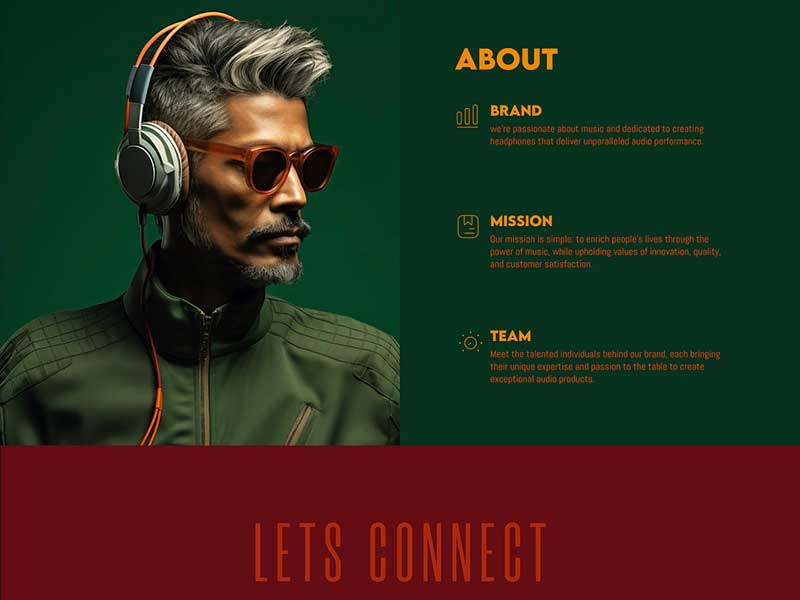 ABOUT
BRAND
we're passionate about music and dedicated to creating
headphones that deliver unparalleled audio performance.
MISSION
Our mission is simple: to enrich people's lives through the
power of music, while upholding values of innovation, quality,
and customer satisfaction.
TEAM
Meet the talented individuals behind our brand, each bringing
their unique expertise and passion to the table to create
exceptional audio products.
LETS CONNECT